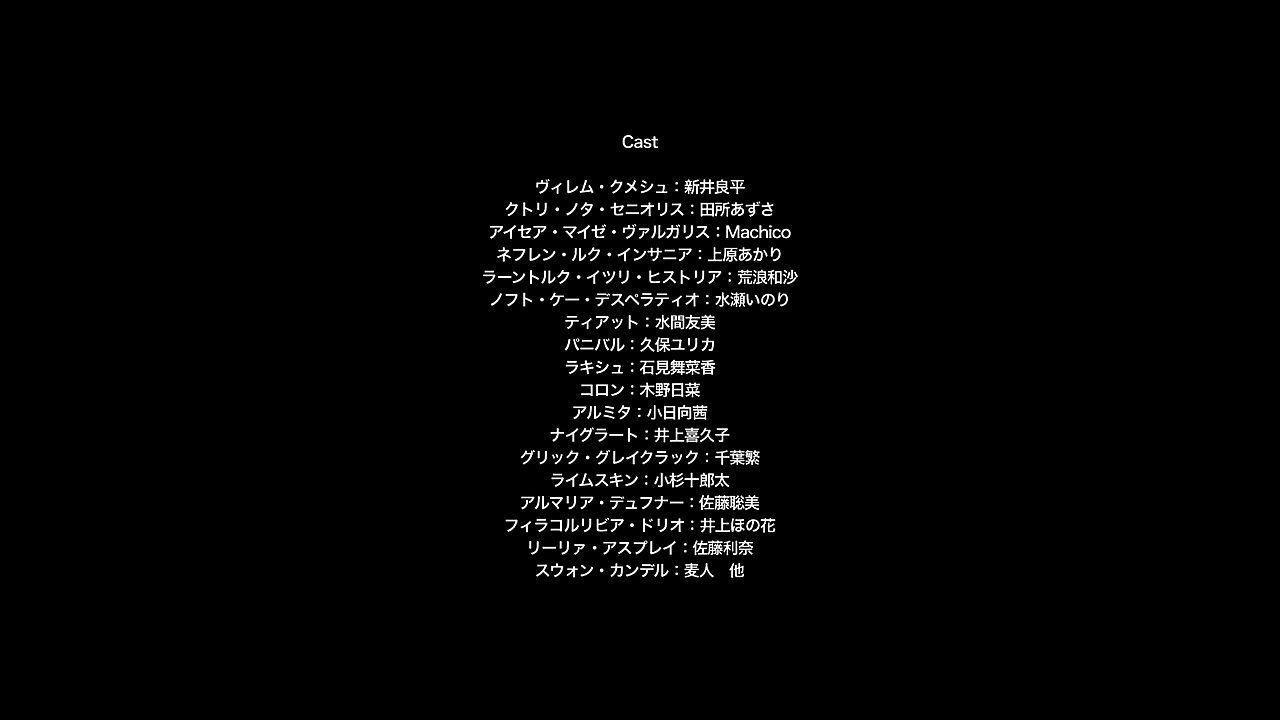 Cast
ヴィレム・クメシュ：新井良平
クトリ・ノタ・セニオリス：田所あずさ
アイセア・マイゼ・ヴァルガリス：Machico
ネフレン・ルク・インサニア：上原あかり
ラーントルク・イツリ・ヒストリア：荒浪和沙
ノフト・ケー・デスペラティオ：水瀬いのり
ティアット：水間友美
パニバル：久保ユリカ
ラキシュ：石見舞菜香
コロン：木野日菜
アルミタ：小日向茜
ナイグラート：井上喜久子
グリック・グレイクラック：千葉繁
ライムスキン：小杉十郎太
アルマリア・デュフナー：佐藤聡美
フィラコルリビア・ドリオ：井上ほの花
リーリァ・アスプレイ：佐藤利奈
スウォン・カンデル：麦人　他